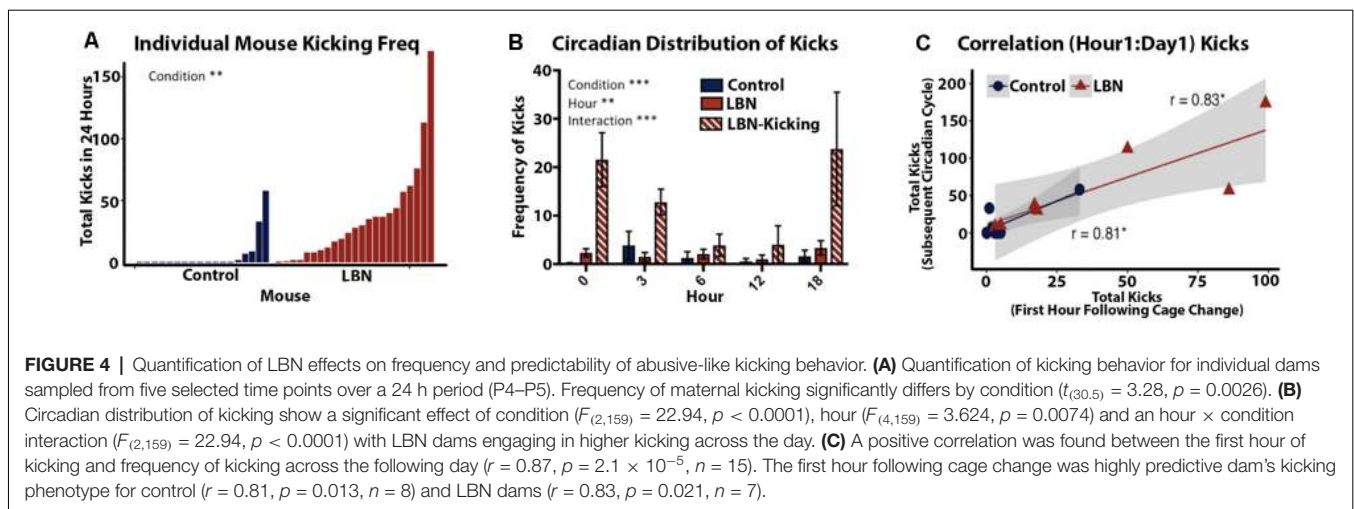 A Individual Mouse Kicking Freq
150
100
50
0
Total Kicks in 24 Hours
Condition **
Control
LBN
Mouse
B Circadian Distribution of Kicks
40
30
20
10
0
Frequency of Kicks
Condition ***
Hour **
Interaction ***
Control
LBN
LBN-Kicking
0 3 6 12 18
Hour
C Correlation (Hour1:Day1) Kicks
200
150
100
50
0
Total Kicks
(Subsequent Circadian Cycle)
Control LBN
r = 0.83*
r = 0.81*
0 25 50 75 100
Total Kicks
(First Hour Following Cage Change)
FIGURE 4 | Quantification of LBN effects on frequency and predictability of abusive-like kicking behavior. (A) Quantification of kicking behavior for individual dams
sampled from five selected time points over a 24 h period (P4–P5). Frequency of maternal kicking significantly differs by condition (t(30.5) = 3.28, p = 0.0026). (B)
Circadian distribution of kicking show a significant effect of condition (F(2,159) = 22.94, p < 0.0001), hour (F(4,159) = 3.624, p = 0.0074) and an hour × condition
interaction (F(2,159) = 22.94, p < 0.0001) with LBN dams engaging in higher kicking across the day. (C) A positive correlation was found between the first hour of
kicking and frequency of kicking across the following day (r = 0.87, p = 2.1 × 10⁻⁵, n = 15). The first hour following cage change was highly predictive dam's kicking
phenotype for control (r = 0.81, p = 0.013, n = 8) and LBN dams (r = 0.83, p = 0.021, n = 7).